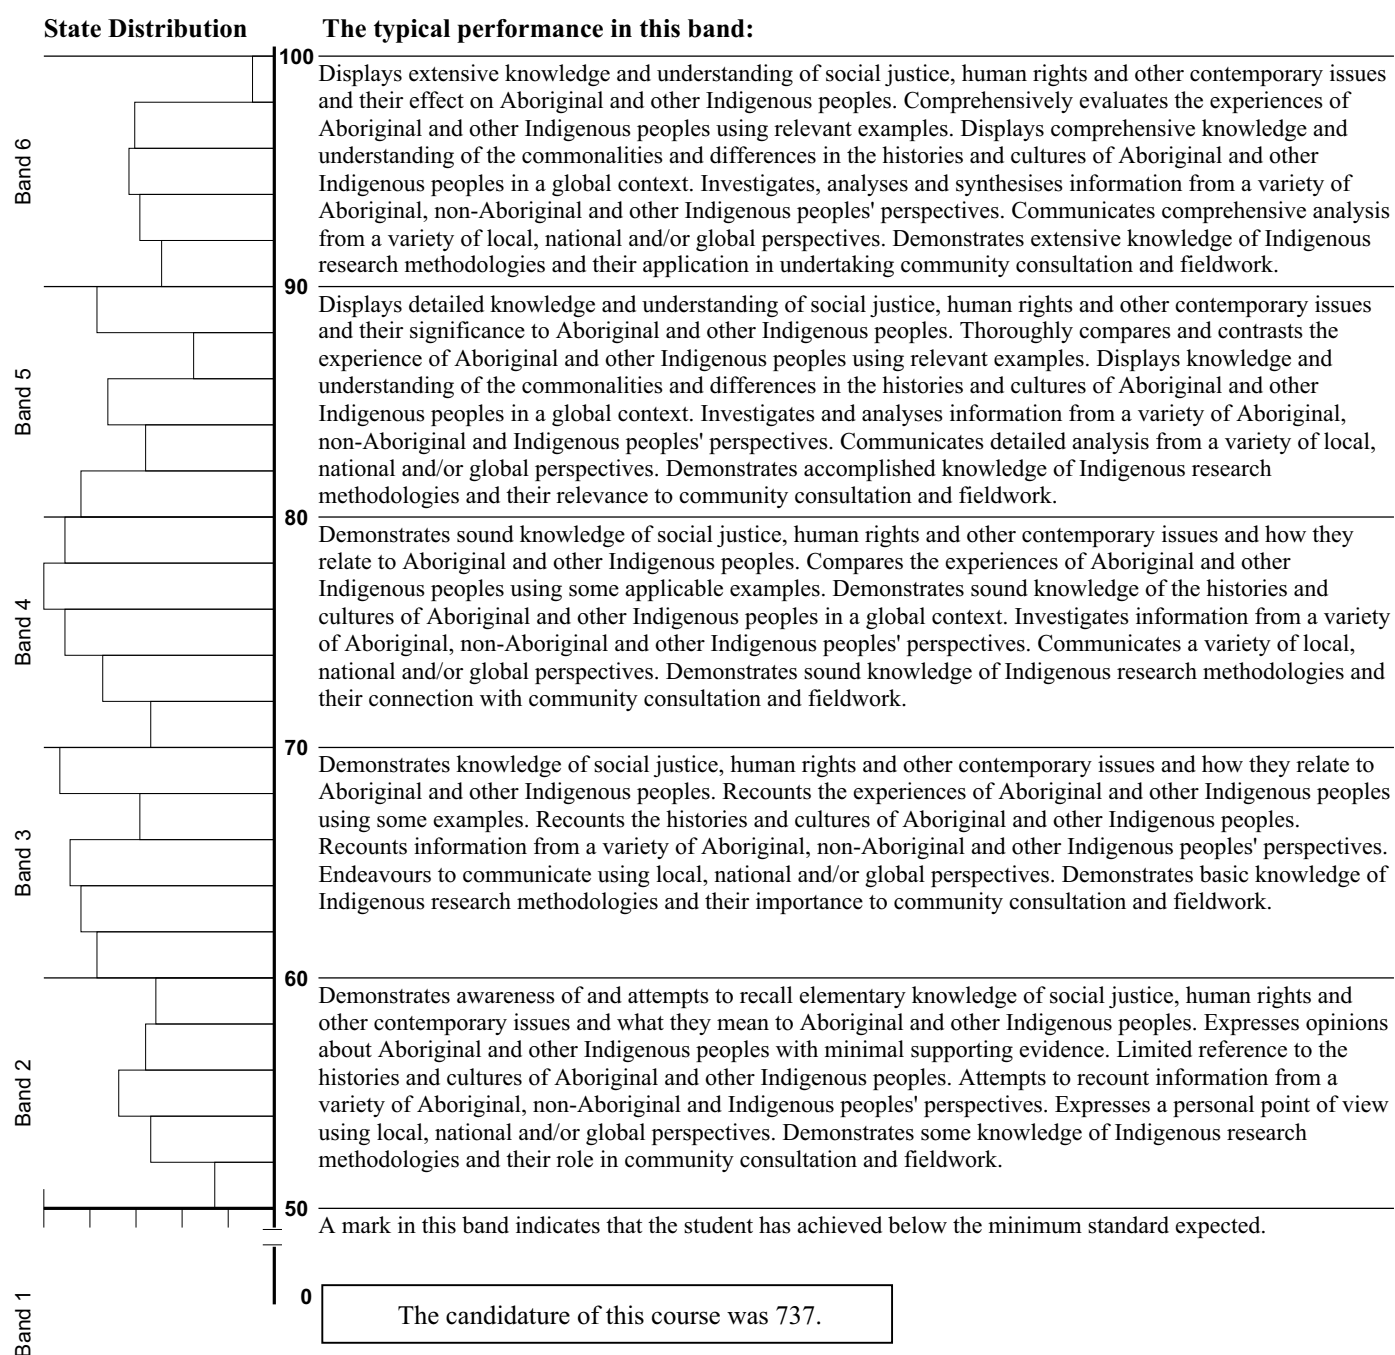 State Distribution
The typical performance in this band:
100
Band 6
Displays extensive knowledge and understanding of social justice, human rights and other contemporary issues
and their effect on Aboriginal and other Indigenous peoples. Comprehensively evaluates the experiences of
Aboriginal and other Indigenous peoples using relevant examples. Displays comprehensive knowledge and
understanding of the commonalities and differences in the histories and cultures of Aboriginal and other
Indigenous peoples in a global context. Investigates, analyses and synthesises information from a variety of
Aboriginal, non-Aboriginal and other Indigenous peoples' perspectives. Communicates comprehensive analysis
from a variety of local, national and/or global perspectives. Demonstrates extensive knowledge of Indigenous
research methodologies and their application in undertaking community consultation and fieldwork.
90
Band 5
Displays detailed knowledge and understanding of social justice, human rights and other contemporary issues
and their significance to Aboriginal and other Indigenous peoples. Thoroughly compares and contrasts the
experience of Aboriginal and other Indigenous peoples using relevant examples. Displays knowledge and
understanding of the commonalities and differences in the histories and cultures of Aboriginal and other
Indigenous peoples in a global context. Investigates and analyses information from a variety of Aboriginal,
non-Aboriginal and Indigenous peoples' perspectives. Communicates detailed analysis from a variety of local,
national and/or global perspectives. Demonstrates accomplished knowledge of Indigenous research
methodologies and their relevance to community consultation and fieldwork.
80
Band 4
Demonstrates sound knowledge of social justice, human rights and other contemporary issues and how they
relate to Aboriginal and other Indigenous peoples. Compares the experiences of Aboriginal and other
Indigenous peoples using some applicable examples. Demonstrates sound knowledge of the histories and
cultures of Aboriginal and other Indigenous peoples in a global context. Investigates information from a variety
of Aboriginal, non-Aboriginal and other Indigenous peoples' perspectives. Communicates a variety of local,
national and/or global perspectives. Demonstrates sound knowledge of Indigenous research methodologies and
their connection with community consultation and fieldwork.
70
Band 3
Demonstrates knowledge of social justice, human rights and other contemporary issues and how they relate to
Aboriginal and other Indigenous peoples. Recounts the experiences of Aboriginal and other Indigenous peoples
using some examples. Recounts the histories and cultures of Aboriginal and other Indigenous peoples.
Recounts information from a variety of Aboriginal, non-Aboriginal and other Indigenous peoples' perspectives.
Endeavours to communicate using local, national and/or global perspectives. Demonstrates basic knowledge of
Indigenous research methodologies and their importance to community consultation and fieldwork.
60
Band 2
Demonstrates awareness of and attempts to recall elementary knowledge of social justice, human rights and
other contemporary issues and what they mean to Aboriginal and other Indigenous peoples. Expresses opinions
about Aboriginal and other Indigenous peoples with minimal supporting evidence. Limited reference to the
histories and cultures of Aboriginal and other Indigenous peoples. Attempts to recount information from a
variety of Aboriginal, non-Aboriginal and Indigenous peoples' perspectives. Expresses a personal point of view
using local, national and/or global perspectives. Demonstrates some knowledge of Indigenous research
methodologies and their role in community consultation and fieldwork.
50
A mark in this band indicates that the student has achieved below the minimum standard expected.
0
Band 1
The candidature of this course was 737.